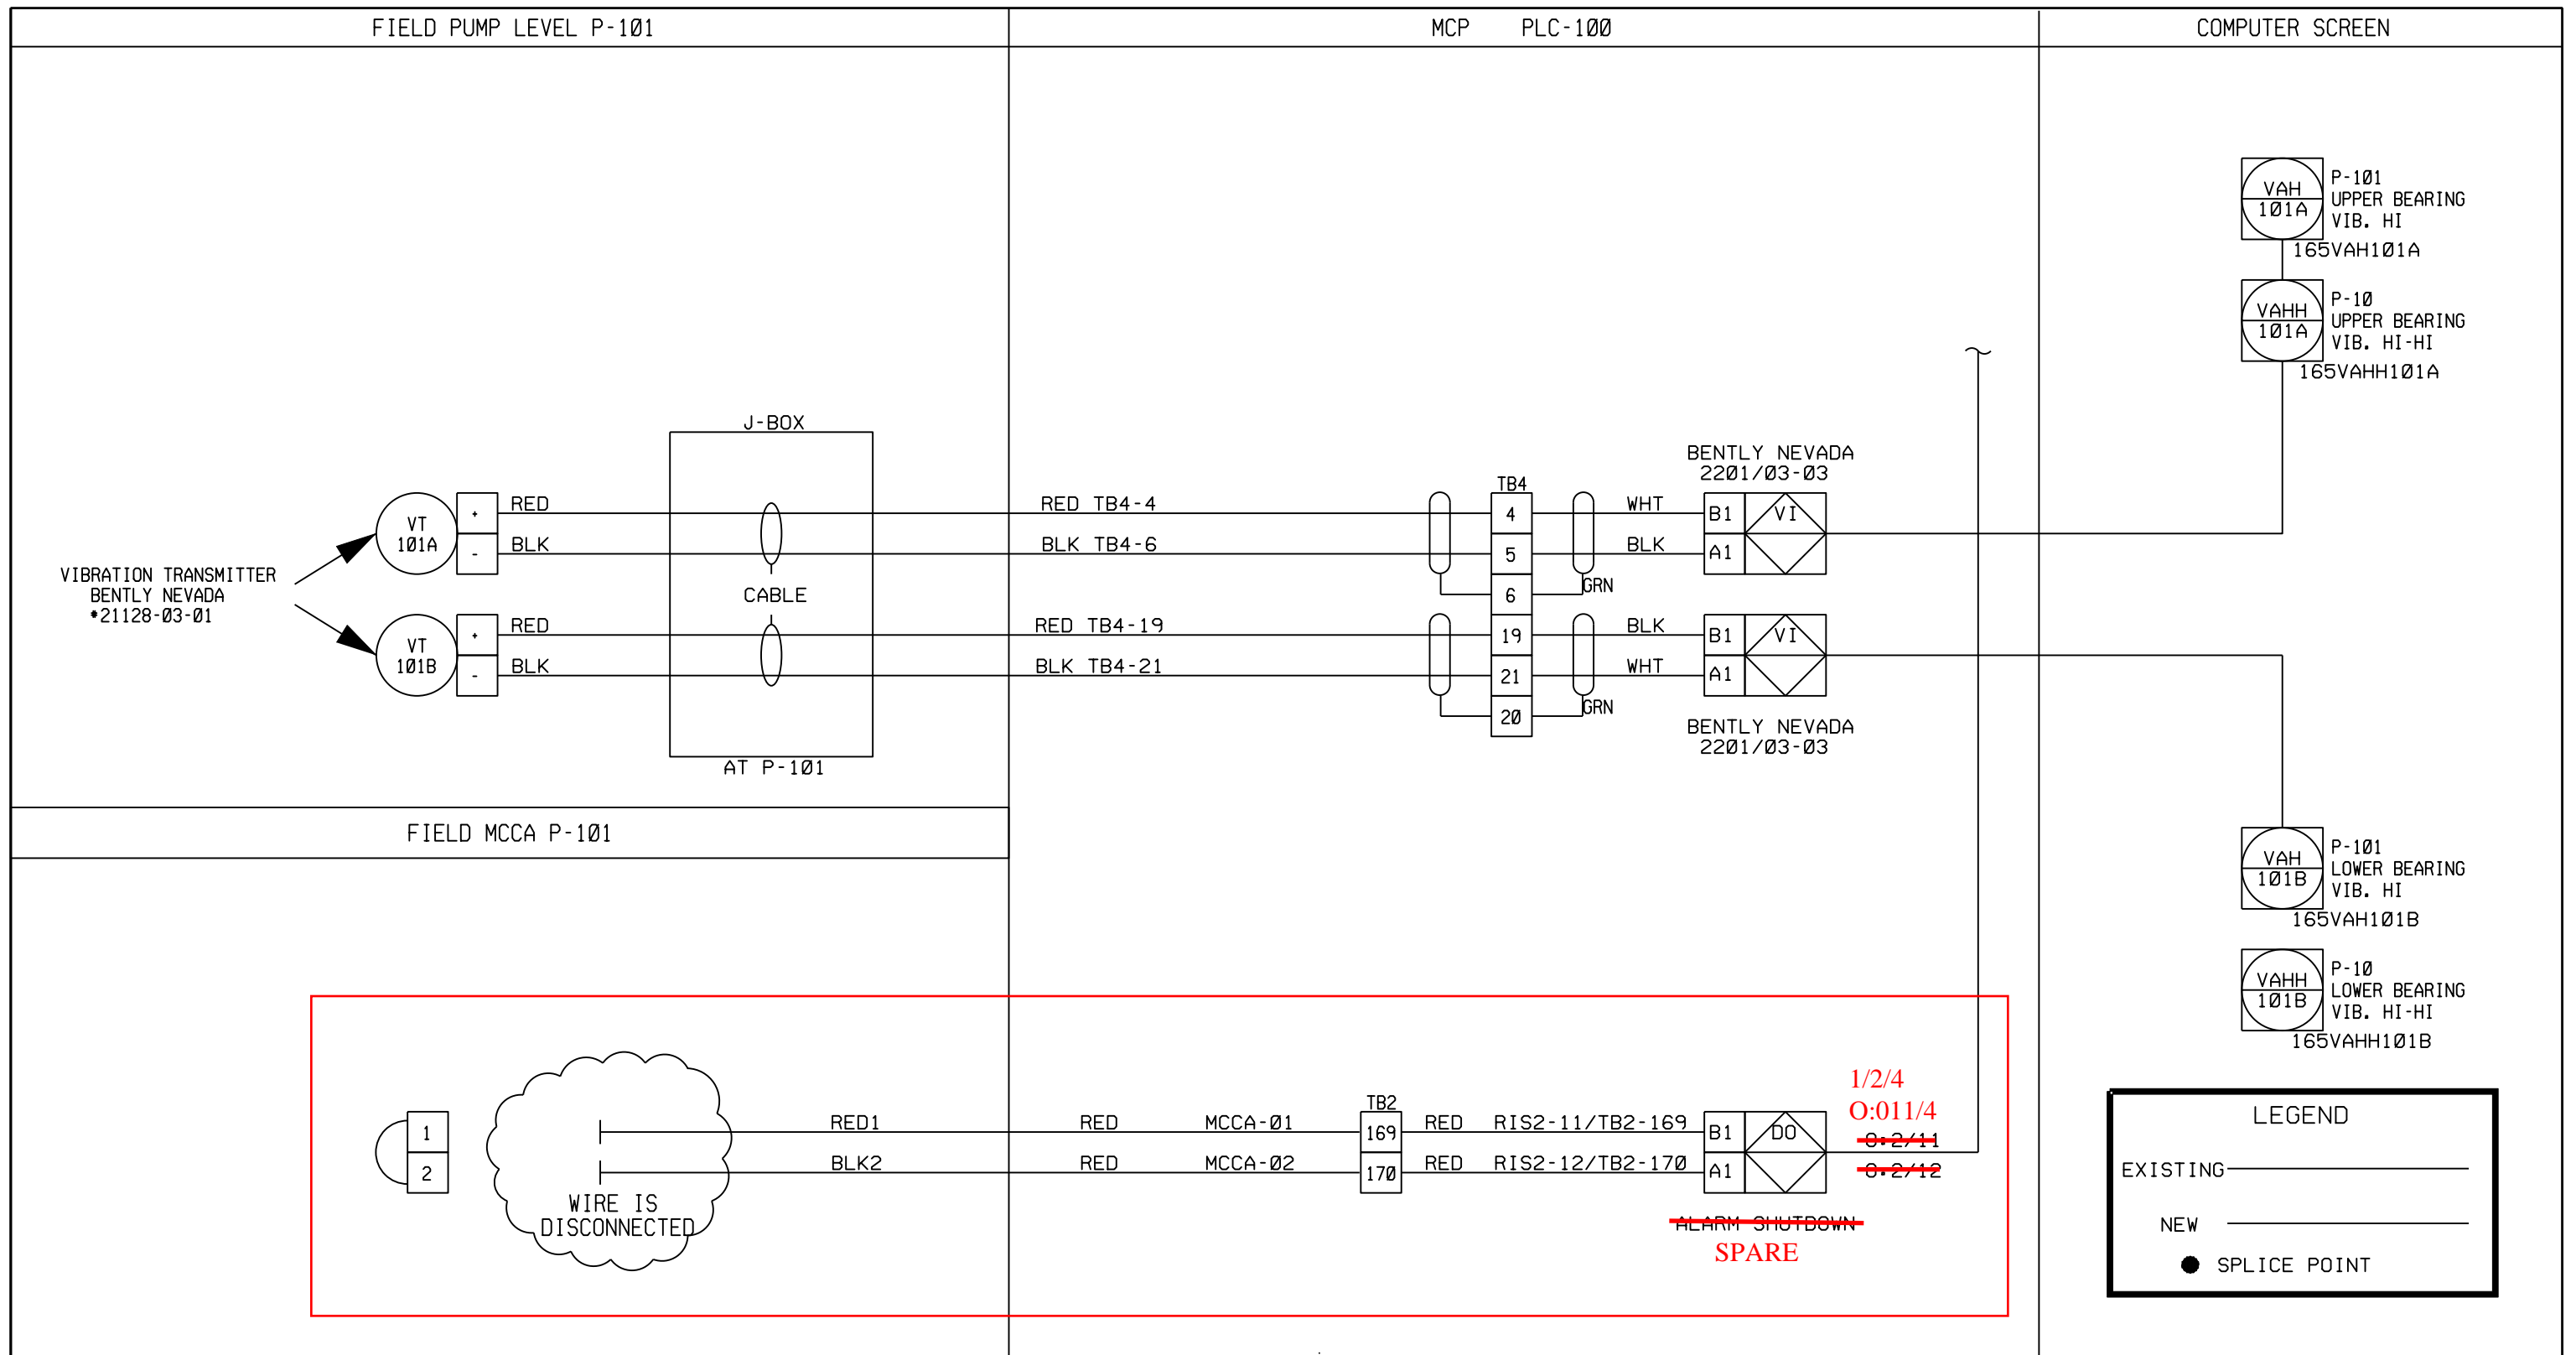 FIELD PUMP LEVEL P-101
MCP PLC-100
COMPUTER SCREEN
VAH
101A
P-101
UPPER BEARING
VIB. HI
165VAH101A
VAHH
101A
P-10
UPPER BEARING
VIB. HI-HI
165VAHH101A
J-BOX
VT
101A
+
-
RED
BLK
CABLE
VIBRATION TRANSMITTER
BENTLY NEVADA
*21128-03-01
VT
101B
+
-
RED
BLK
AT P-101
RED TB4-4
BLK TB4-6
RED TB4-19
BLK TB4-21
TB4
4
5
6
19
21
20
WHT
BLK
GRN
BLK
WHT
GRN
BENTLY NEVADA
2201/03-03
B1
A1
VI
B1
A1
VI
BENTLY NEVADA
2201/03-03
VAH
101B
P-101
LOWER BEARING
VIB. HI
165VAH101B
VAHH
101B
P-10
LOWER BEARING
VIB. HI-HI
165VAHH101B
FIELD MCCA P-101
1
2
WIRE IS
DISCONNECTED
RED1
BLK2
RED MCCA-01
RED MCCA-02
TB2
169
170
RED RIS2-11/TB2-169
RED RIS2-12/TB2-170
B1
A1
DO
1/2/4
O:011/4
O:2/11
O:2/12
ALARM SHUTDOWN
SPARE
LEGEND
EXISTING
NEW
SPLICE POINT